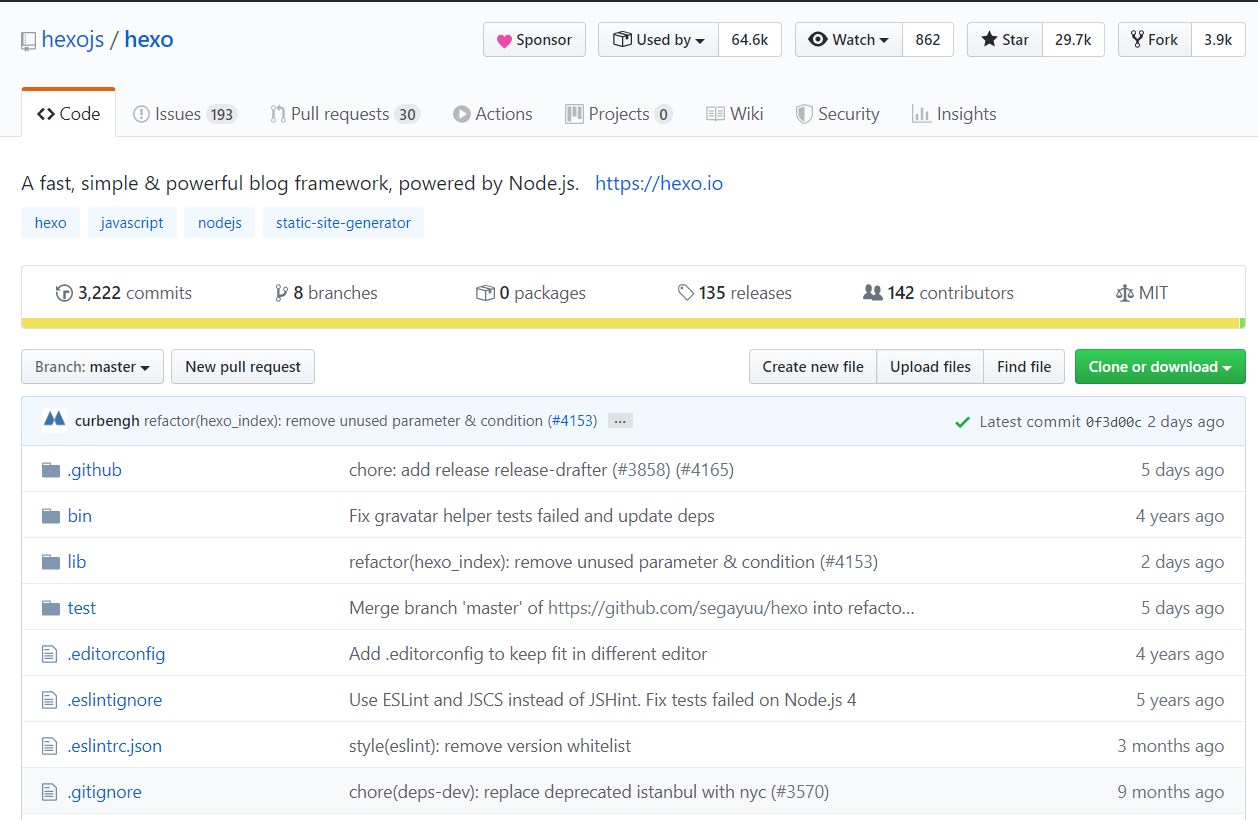 hexojs / hexo Sponsor Used by 64.6k Watch 862 Star 29.7k Fork 3.9k
Code Issues 193 Pull requests 30 Actions Projects 0 Wiki Security Insights
A fast, simple & powerful blog framework, powered by Node.js. https://hexo.io
hexo javascript nodejs static-site-generator
3,222 commits 8 branches 0 packages 135 releases 142 contributors MIT
Branch: master New pull request Create new file Upload files Find file Clone or download
curbengh refactor(hexo_index): remove unused parameter & condition (#4153) ... Latest commit 0f3d00c 2 days ago
.github chore: add release release-drafter (#3858) (#4165) 5 days ago
bin Fix gravatar helper tests failed and update deps 4 years ago
lib refactor(hexo_index): remove unused parameter & condition (#4153) 2 days ago
test Merge branch 'master' of https://github.com/segayuu/hexo into refacto... 5 days ago
.editorconfig Add .editorconfig to keep fit in different editor 4 years ago
.eslintignore Use ESLint and JSCS instead of JSHint. Fix tests failed on Node.js 4 5 years ago
.eslintrc.json style(eslint): remove version whitelist 3 months ago
.gitignore chore(deps-dev): replace deprecated istanbul with nyc (#3570) 9 months ago